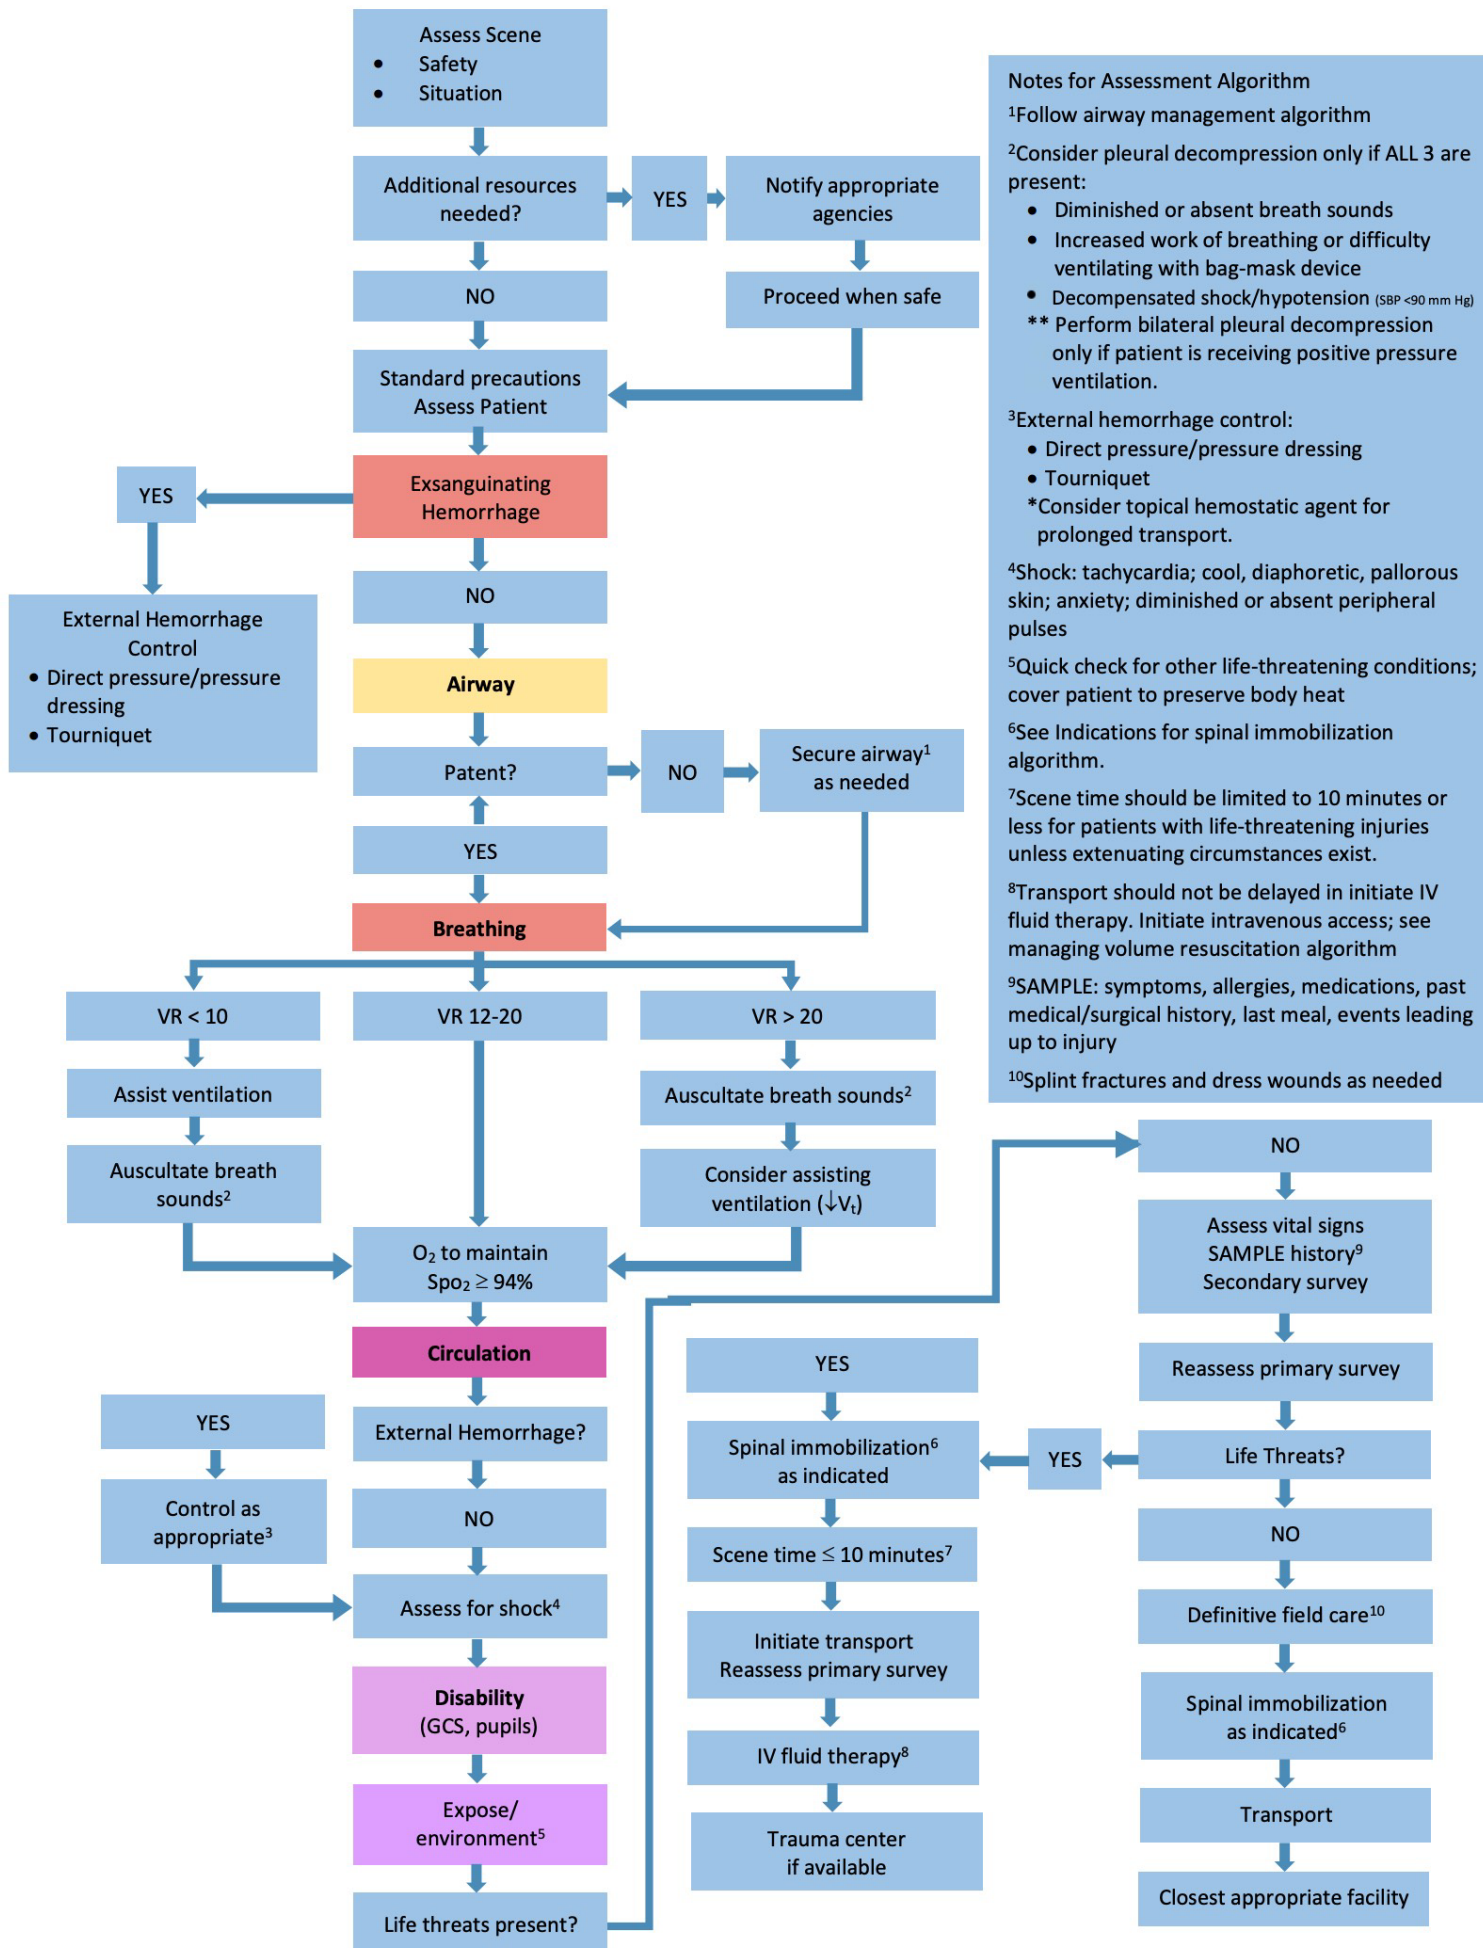 Assess Scene
• Safety
• Situation
Additional resources
needed?
YES
Notify appropriate
agencies
NO
Proceed when safe
Standard precautions
Assess Patient
YES
Exsanguinating
Hemorrhage
NO
External Hemorrhage
Control
• Direct pressure/pressure
dressing
• Tourniquet
Airway
Patent?
NO
Secure airway¹
as needed
YES
Breathing
VR < 10
VR 12-20
VR > 20
Assist ventilation
Auscultate breath sounds²
Auscultate breath
sounds²
Consider assisting
ventilation (↓Vₜ)
O₂ to maintain
Spo₂ ≥ 94%
Circulation
YES
External Hemorrhage?
Control as
appropriate³
NO
Assess for shock⁴
Disability
(GCS, pupils)
Expose/
environment⁵
Life threats present?
YES
Spinal immobilization⁶
as indicated
YES
Scene time ≤ 10 minutes⁷
Initiate transport
Reassess primary survey
IV fluid therapy⁸
Trauma center
if available
NO
Assess vital signs
SAMPLE history⁹
Secondary survey
Reassess primary survey
Life Threats?
NO
Definitive field care¹⁰
Spinal immobilization
as indicated⁶
Transport
Closest appropriate facility
Notes for Assessment Algorithm
¹Follow airway management algorithm
²Consider pleural decompression only if ALL 3 are
present:
• Diminished or absent breath sounds
• Increased work of breathing or difficulty
ventilating with bag-mask device
• Decompensated shock/hypotension (SBP <90 mm Hg)
** Perform bilateral pleural decompression
only if patient is receiving positive pressure
ventilation.
³External hemorrhage control:
• Direct pressure/pressure dressing
• Tourniquet
*Consider topical hemostatic agent for
prolonged transport.
⁴Shock: tachycardia; cool, diaphoretic, pallorous
skin; anxiety; diminished or absent peripheral
pulses
⁵Quick check for other life-threatening conditions;
cover patient to preserve body heat
⁶See Indications for spinal immobilization
algorithm.
⁷Scene time should be limited to 10 minutes or
less for patients with life-threatening injuries
unless extenuating circumstances exist.
⁸Transport should not be delayed in initiate IV
fluid therapy. Initiate intravenous access; see
managing volume resuscitation algorithm
⁹SAMPLE: symptoms, allergies, medications, past
medical/surgical history, last meal, events leading
up to injury
¹⁰Splint fractures and dress wounds as needed